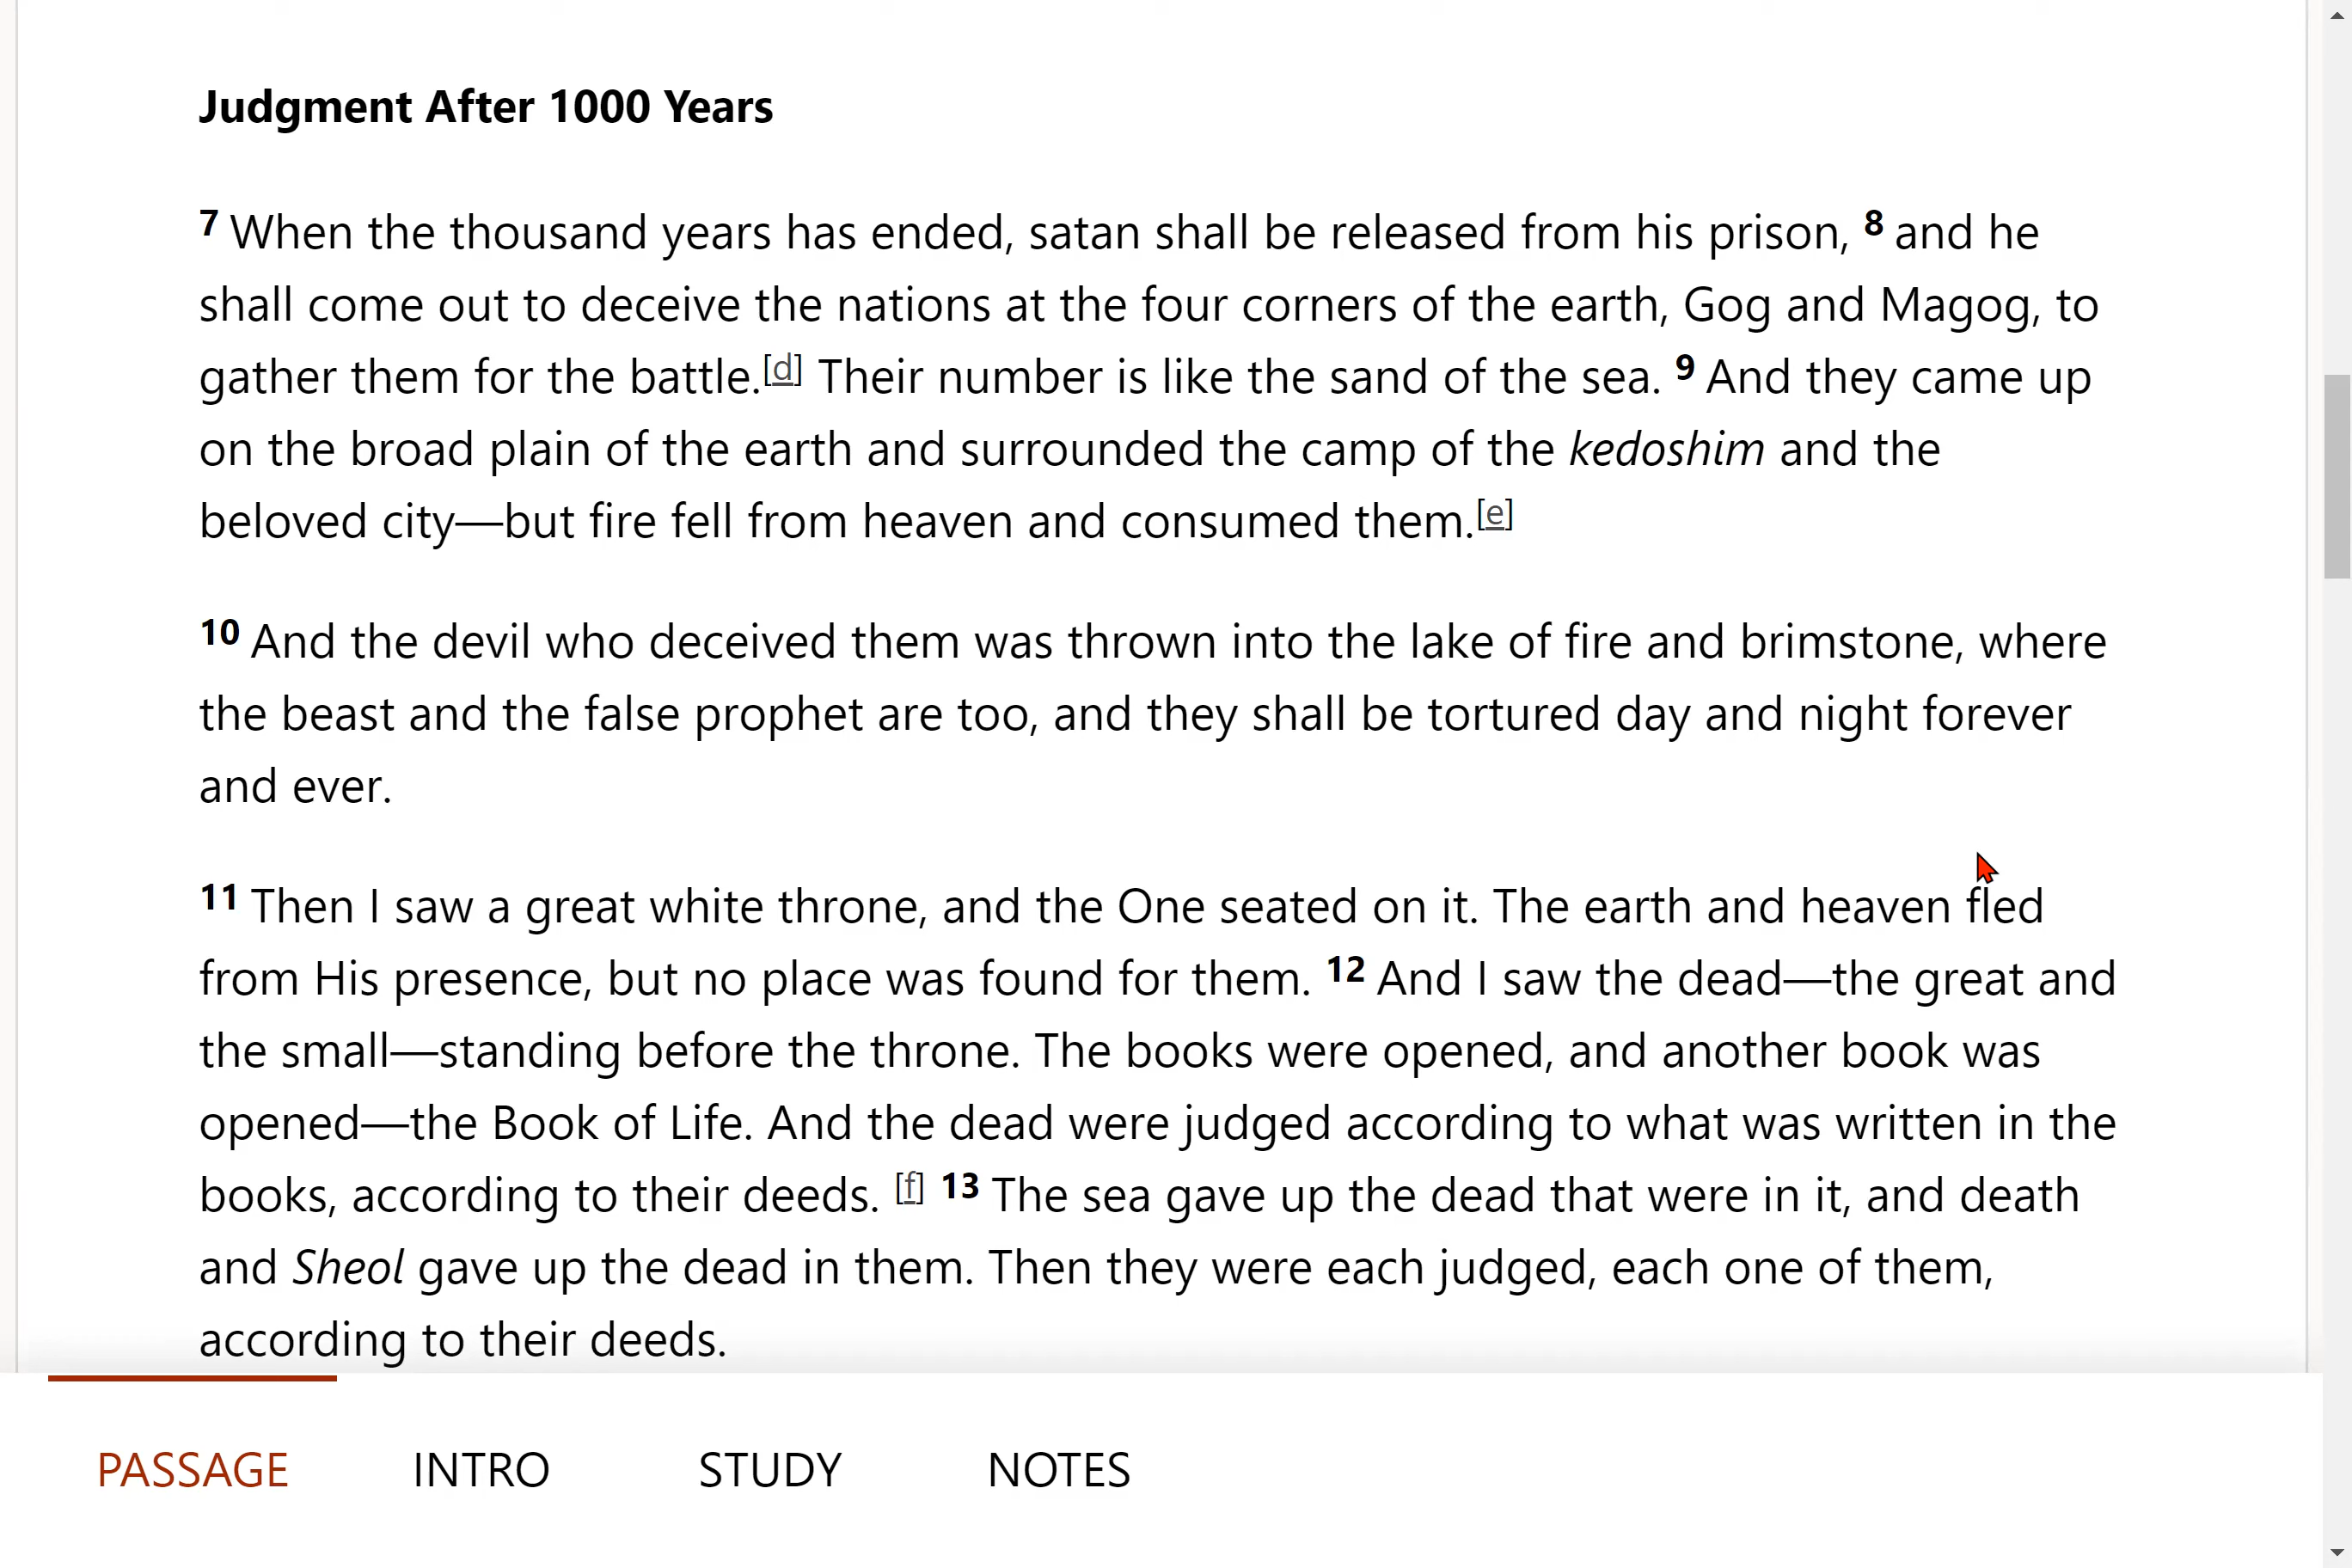 Judgment After 1000 Years
7 When the thousand years has ended, satan shall be released from his prison, 8 and he
shall come out to deceive the nations at the four corners of the earth, Gog and Magog, to
gather them for the battle.[d] Their number is like the sand of the sea. 9 And they came up
on the broad plain of the earth and surrounded the camp of the kedoshim and the
beloved city—but fire fell from heaven and consumed them.[e]
10 And the devil who deceived them was thrown into the lake of fire and brimstone, where
the beast and the false prophet are too, and they shall be tortured day and night forever
and ever.
11 Then I saw a great white throne, and the One seated on it. The earth and heaven fled
from His presence, but no place was found for them. 12 And I saw the dead—the great and
the small—standing before the throne. The books were opened, and another book was
opened—the Book of Life. And the dead were judged according to what was written in the
books, according to their deeds. [f] 13 The sea gave up the dead that were in it, and death
and Sheol gave up the dead in them. Then they were each judged, each one of them,
according to their deeds.
PASSAGE INTRO STUDY NOTES